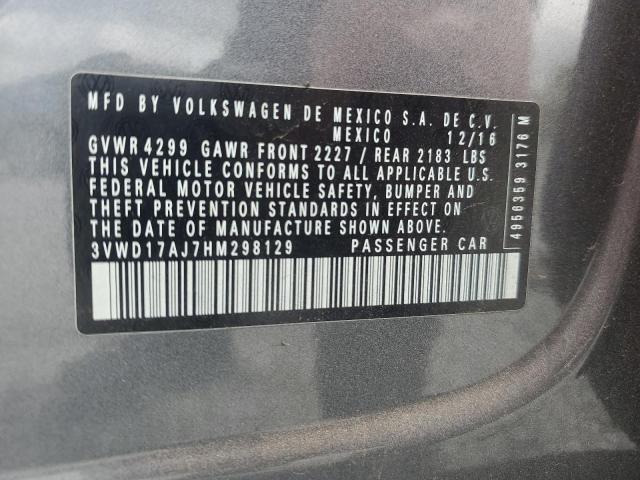 MFD BY VOLKSWAGEN DE MEXICO S.A. DE C.V.
MEXICO 12/16
GVWR 4299 GAWR FRONT 2227 / REAR 2183 LBS
THIS VEHICLE CONFORMS TO ALL APPLICABLE U.S.
FEDERAL MOTOR VEHICLE SAFETY, BUMPER AND
THEFT PREVENTION STANDARDS IN EFFECT ON
THE DATE OF MANUFACTURE SHOWN ABOVE
3VWD17AJ7HM298129 PASSENGER CAR
4956359 3176 M